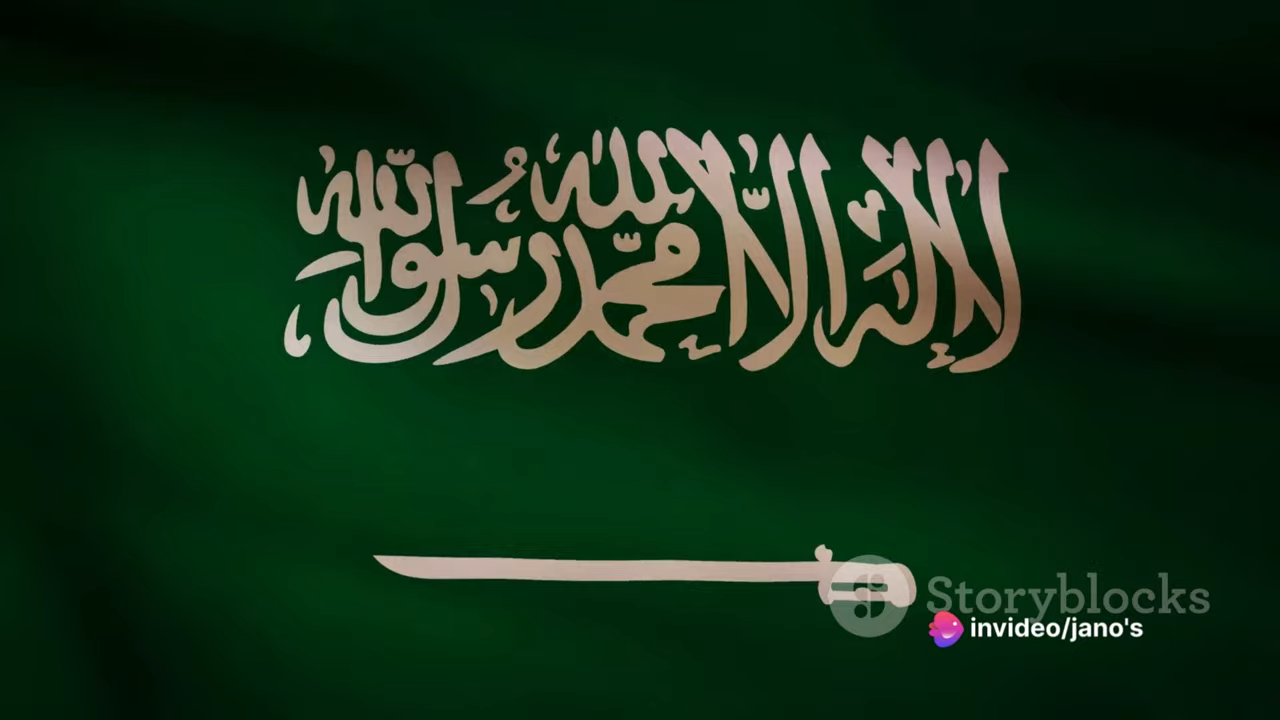 لا إله إلا الله محمد رسول الله
Storyblocks
invideo/jano's